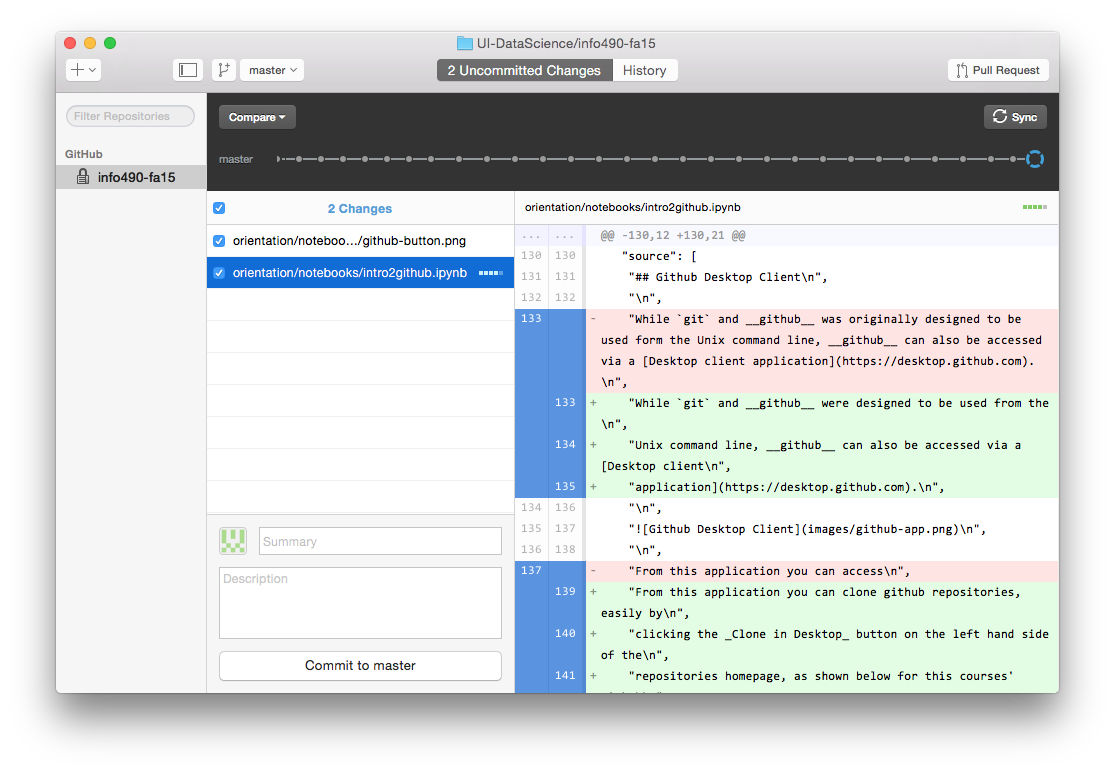 UI-DataScience/info490-fa15
master
2 Uncommitted Changes
History
Pull Request
Filter Repositories
GitHub
info490-fa15
Compare
Sync
master
2 Changes
orientation/noteboo.../github-button.png
orientation/notebooks/intro2github.ipynb
Summary
Description
Commit to master
orientation/notebooks/intro2github.ipynb
... ... @@ -130,12 +130,21 @@
130 130 "source": [
131 131 "## Github Desktop Client\n",
132 132 "\n",
133 - "While `git` and __github__ was originally designed to be
used form the Unix command line, __github__ can also be accessed
via a [Desktop client application](https://desktop.github.com).
\n",
133 + "While `git` and __github__ were designed to be used from the
\n",
134 + "Unix command line, __github__ can also be accessed via a
[Desktop client\n",
135 + "application](https://desktop.github.com).\n",
134 136 "\n",
135 137 "![Github Desktop Client](images/github-app.png)\n",
136 138 "\n",
137 - "From this application you can access\n",
139 + "From this application you can clone github repositories,
easily by\n",
140 + "clicking the _Clone in Desktop_ button on the left hand side
of the\n",
141 + "repositories homepage, as shown below for this courses'